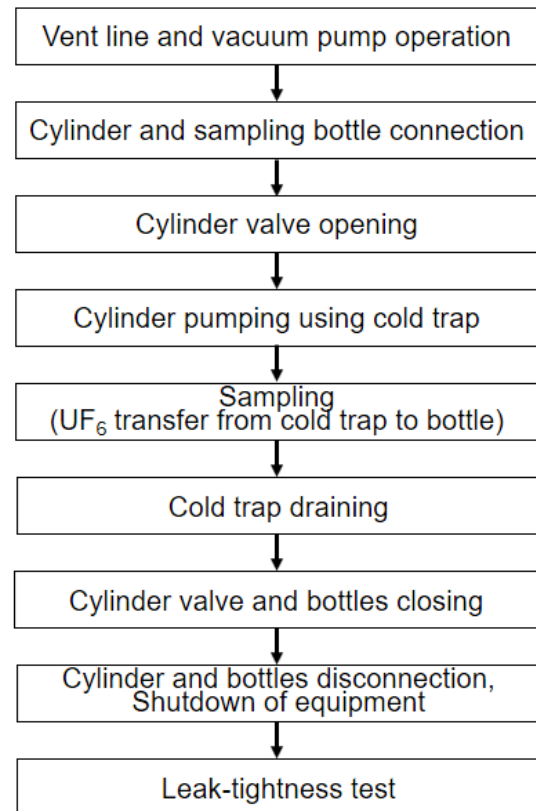 Vent line and vacuum pump operation
Cylinder and sampling bottle connection
Cylinder valve opening
Cylinder pumping using cold trap
Sampling
(UF₆ transfer from cold trap to bottle)
Cold trap draining
Cylinder valve and bottles closing
Cylinder and bottles disconnection,
Shutdown of equipment
Leak-tightness test